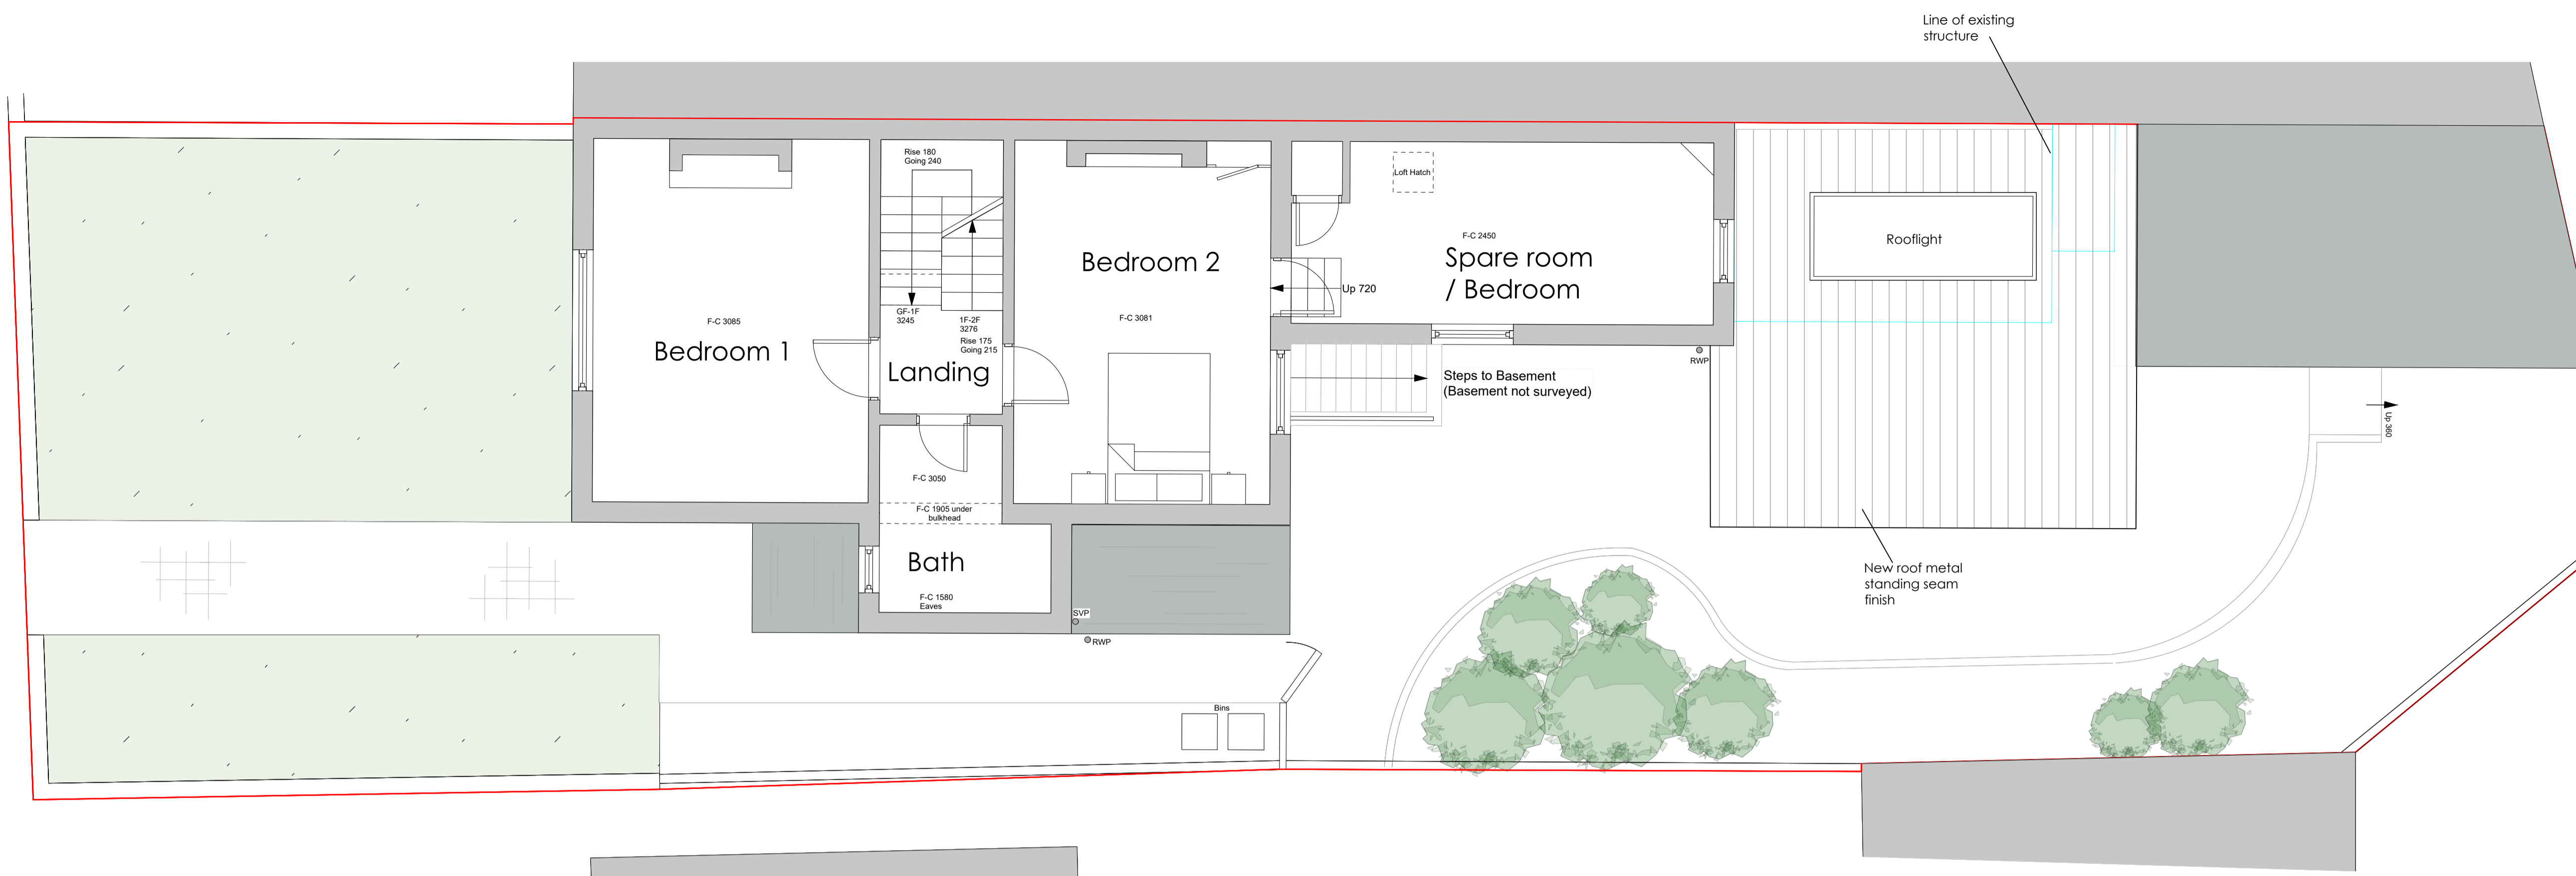 Line of existing
structure
Rise 180
Going 240
Loft Hatch
F-C 2450
Spare room
/ Bedroom
Rooflight
Bedroom 2
Up 720
F-C 3081
F-C 3085
Bedroom 1
GF-1F
3245
1F-2F
3276
Rise 175
Going 215
Landing
RWP
Steps to Basement
(Basement not surveyed)
Up 360
F-C 3050
F-C 1905 under
bulkhead
Bath
F-C 1580
Eaves
SVP
RWP
New roof metal
standing seam
finish
Bins